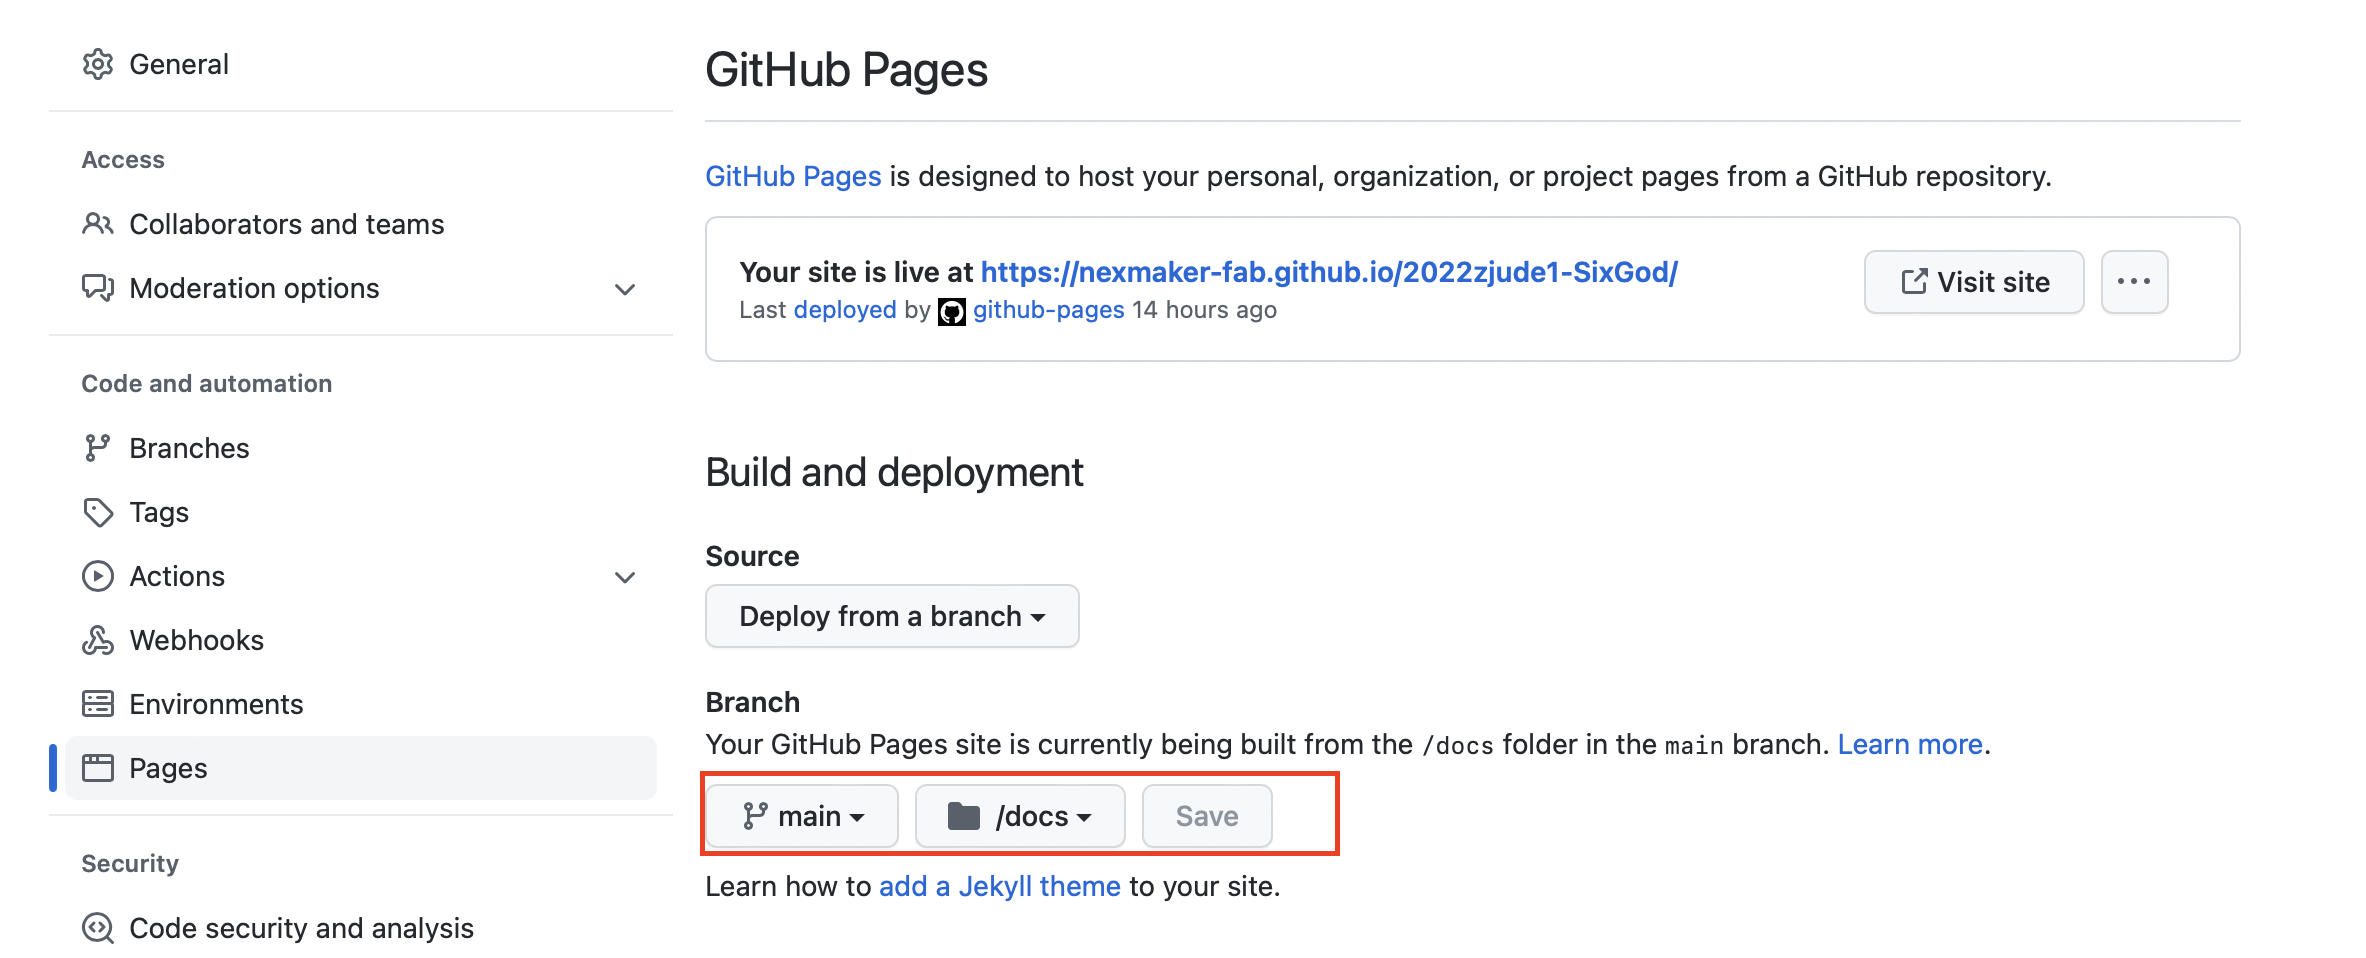 General
Access
Collaborators and teams
Moderation options
Code and automation
Branches
Tags
Actions
Webhooks
Environments
Pages
Security
Code security and analysis
GitHub Pages
GitHub Pages is designed to host your personal, organization, or project pages from a GitHub repository.
Your site is live at https://nexmaker-fab.github.io/2022zjude1-SixGod/
Last deployed by github-pages 14 hours ago
Visit site
Build and deployment
Source
Deploy from a branch
Branch
Your GitHub Pages site is currently being built from the /docs folder in the main branch. Learn more.
main /docs Save
Learn how to add a Jekyll theme to your site.